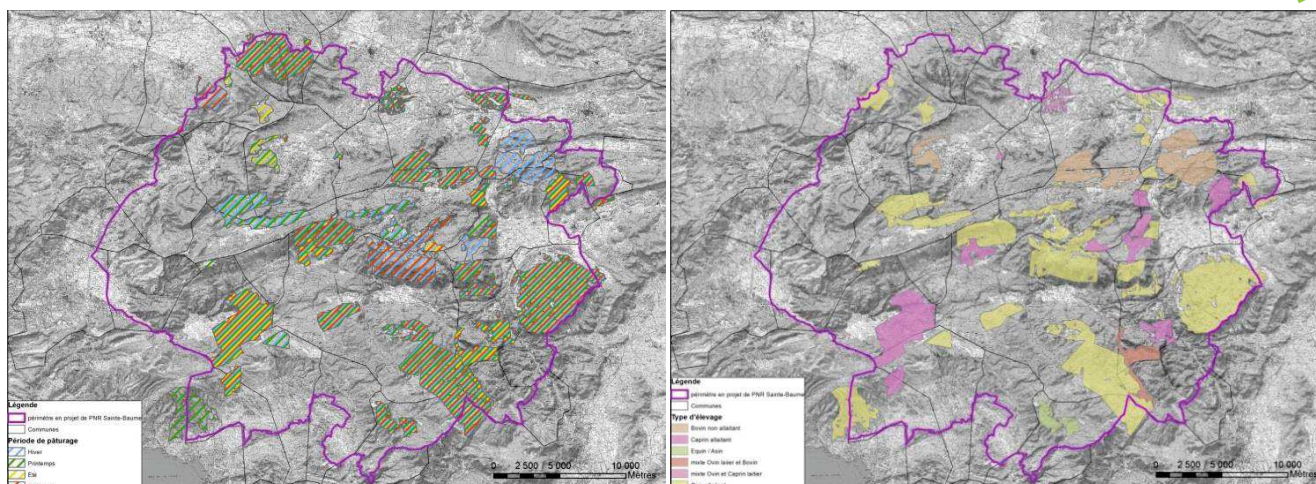 Légende
périmètre en projet de PNR Sainte-Baume
Communes
Période de pâturage
Hiver
Printemps
Eté
0 2 500 5 000 10 000
Mètres
Légende
périmètre en projet de PNR Sainte-Baume
Communes
Type d'élevage
Bovin non allaitant
Caprin allaitant
Equin / Asin
mixte Ovin laitier et Bovin
mixte Ovin et Caprin laitier
0 2 500 5 000 10 000
Mètres